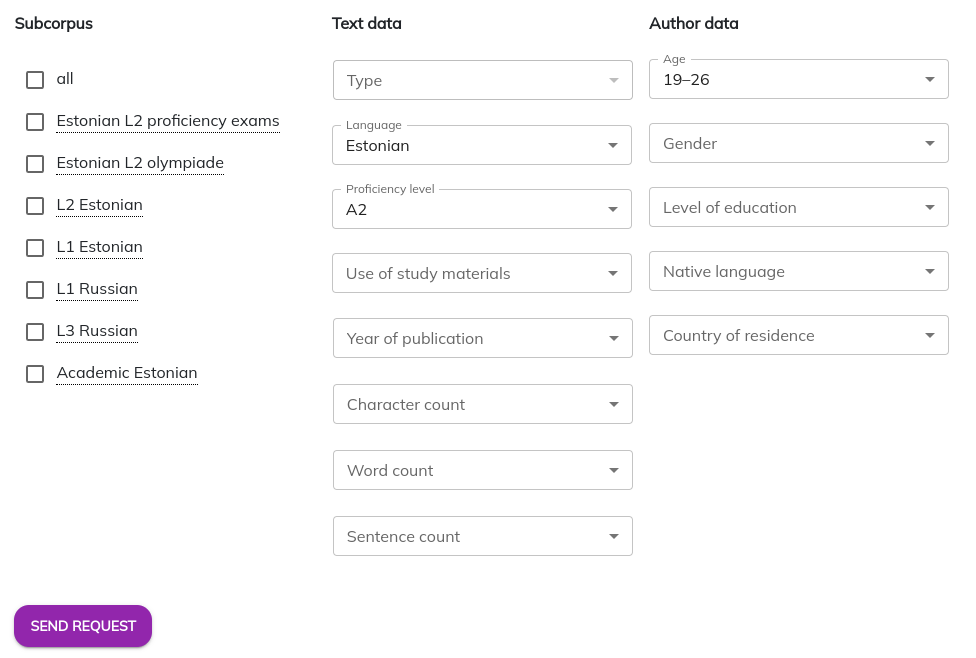 Subcorpus
all
Estonian L2 proficiency exams
Estonian L2 olympiade
L2 Estonian
L1 Estonian
L1 Russian
L3 Russian
Academic Estonian
Text data
Type
Language
Estonian
Proficiency level
A2
Use of study materials
Year of publication
Character count
Word count
Sentence count
Author data
Age
19–26
Gender
Level of education
Native language
Country of residence
SEND REQUEST